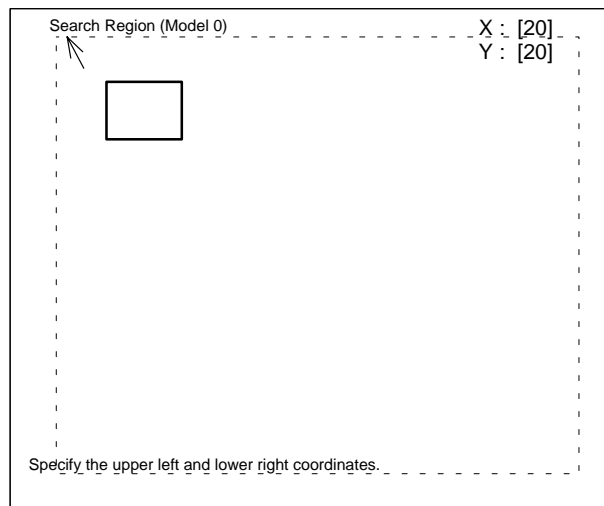 Search Region (Model 0)
X : [20]
Y : [20]
Specify the upper left and lower right coordinates.